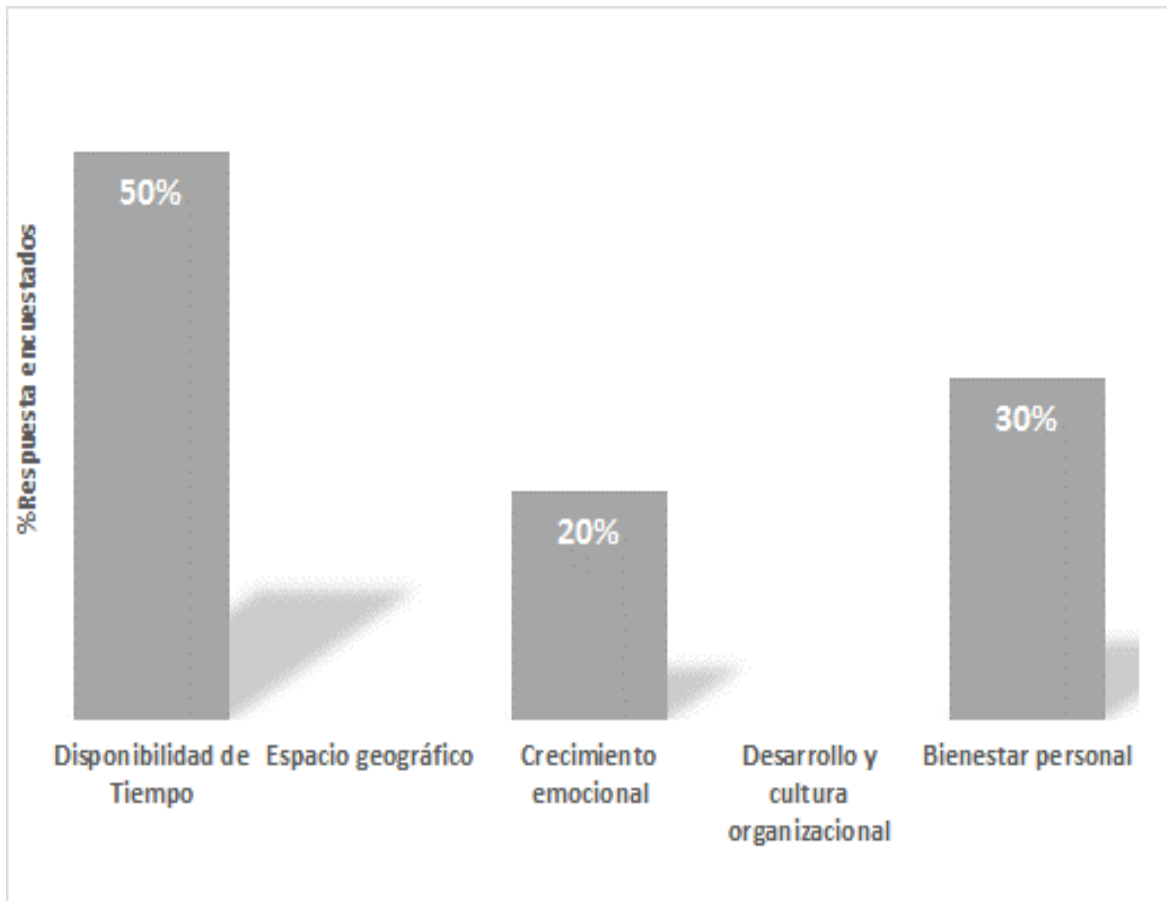 %Respuesta encuestados
50%
20%
30%
Disponibilidad de
Tiempo
Espacio geográfico
Crecimiento
emocional
Desarrollo y
cultura
organizacional
Bienestar personal